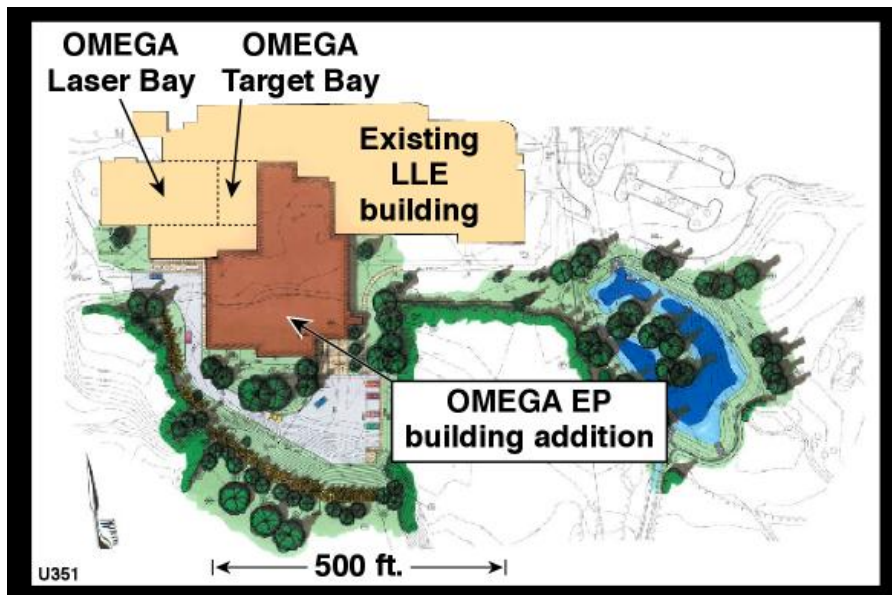 OMEGA
Laser Bay
OMEGA
Target Bay
Existing
LLE
building
OMEGA EP
building addition
500 ft.
U351